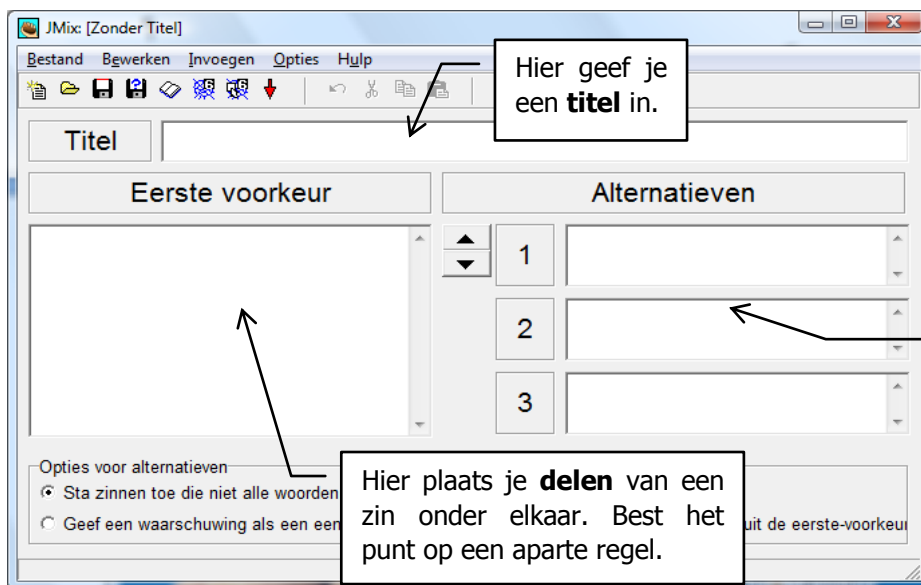 JMix: [Zonder Titel]
Bestand Bewerken Invoegen Opties Hulp
Hier geef je
een titel in.
Titel
Eerste voorkeur
Alternatieven
1
2
3
Opties voor alternatieven
Sta zinnen toe die niet alle woorden
Geef een waarschuwing als een een
uit de eerste-voorkeu
Hier plaats je delen van een
zin onder elkaar. Best het
punt op een aparte regel.